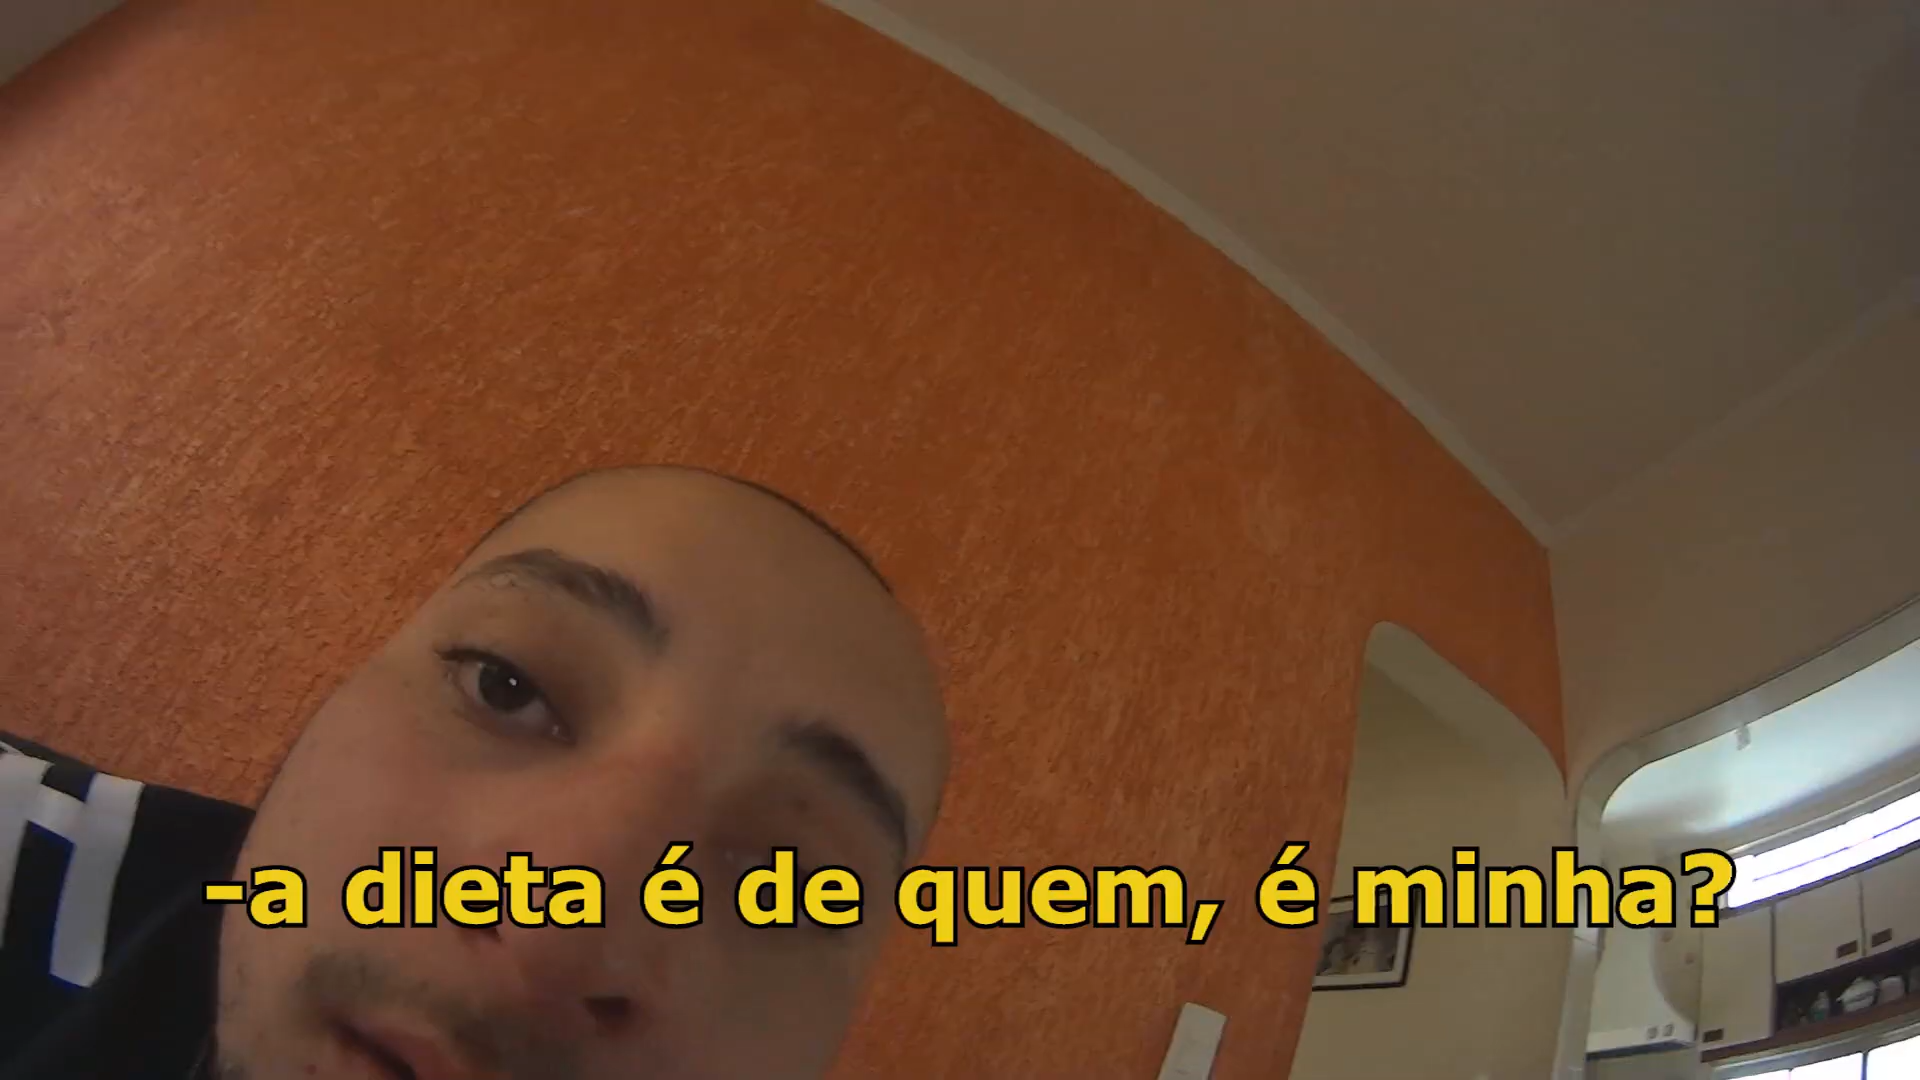 -a dieta é de quem, é minha?